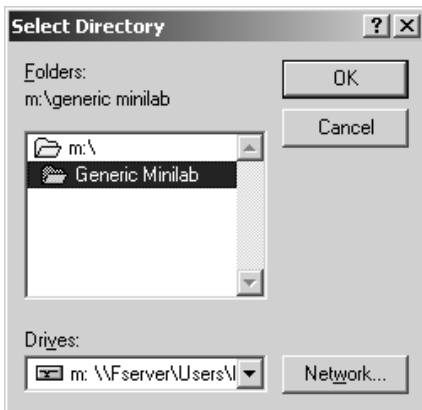 Select Directory
Folders:
m:\generic minilab
OK
Cancel
m:\
Generic Minilab
Drives:
m: \\Fserver\Users\
Network...